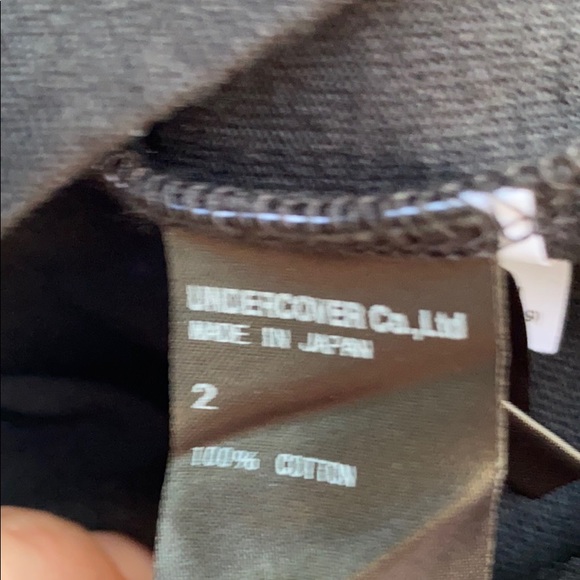 UNDERCOVER Co.,Ltd
MADE IN JAPAN
2
100% COTTON